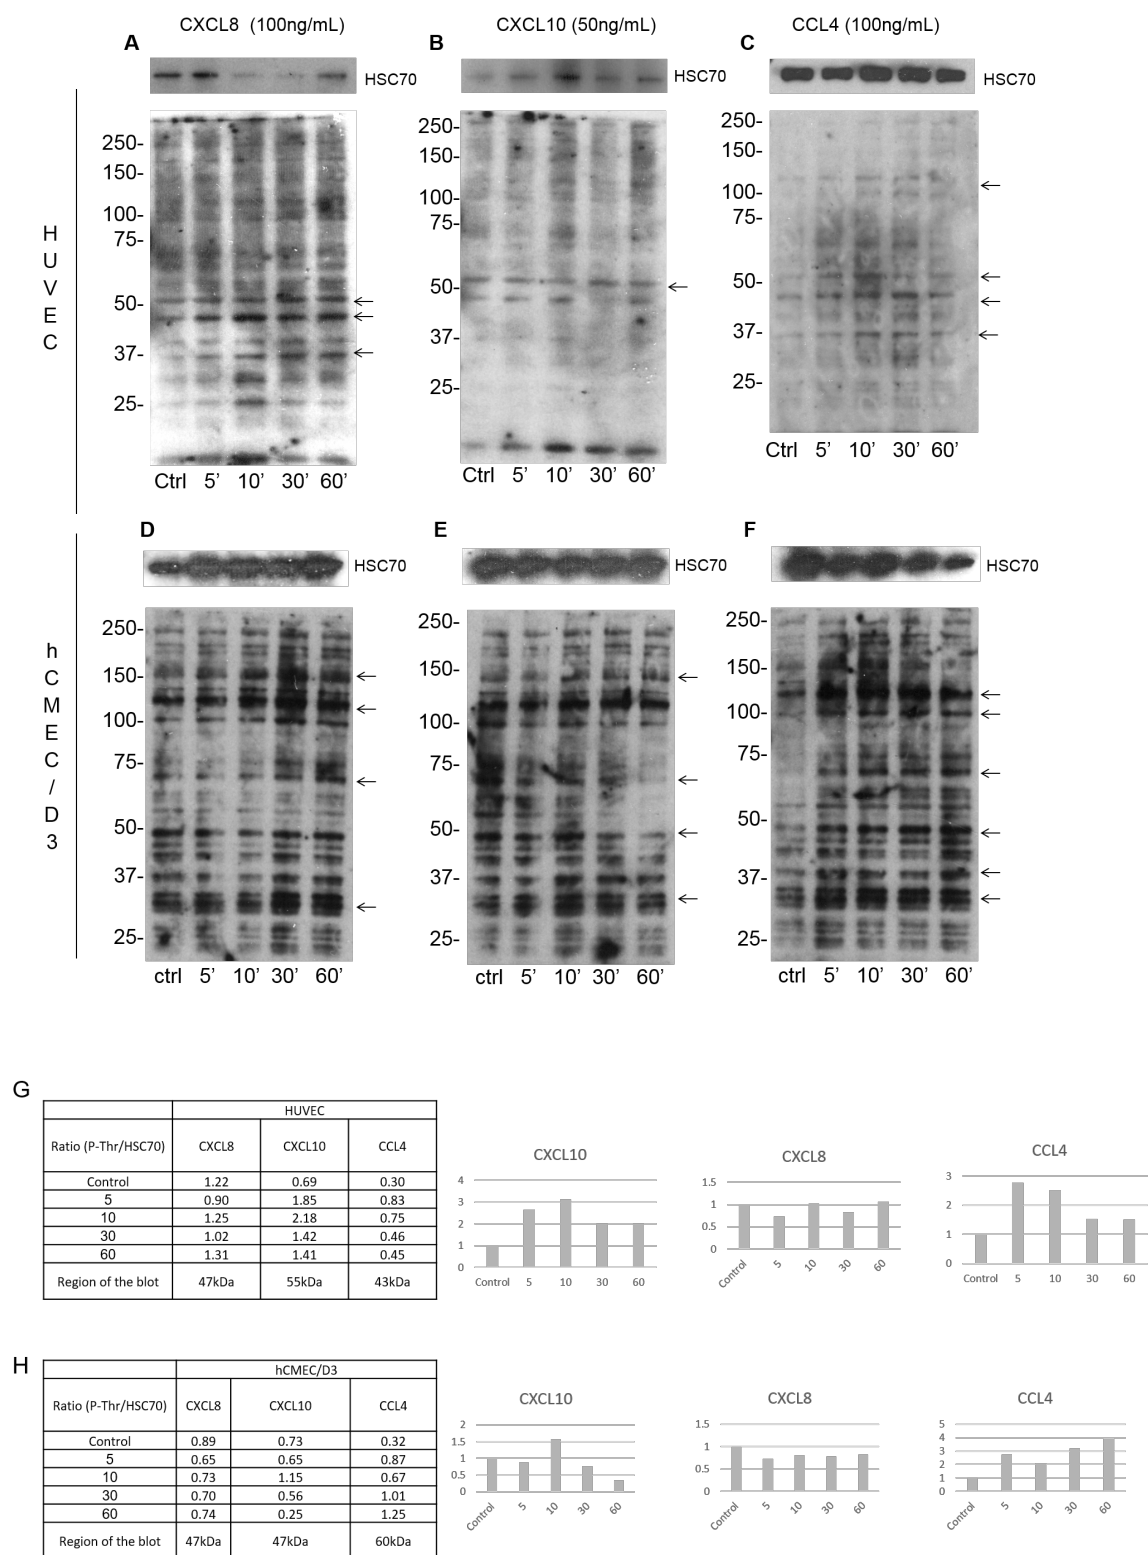 CXCL8 (100ng/mL)
CXCL10 (50ng/mL)
CCL4 (100ng/mL)
A
B
C
HSC70
HSC70
HSC70
HUVEC
250-
150-
100-
75-
50-
37-
25-
250-
150-
100-
75-
50-
37-
25-
250-
150-
100-
75-
50-
37-
25-
Ctrl 5’ 10’ 30’ 60’
Ctrl 5’ 10’ 30’ 60’
Ctrl 5’ 10’ 30’ 60’
D
E
F
HSC70
HSC70
HSC70
hCMEC/D3
250-
150-
100-
75-
50-
37-
25-
250-
150-
100-
75-
50-
37-
25-
250-
150-
100-
75-
50-
37-
25-
ctrl 5’ 10’ 30’ 60’
ctrl 5’ 10’ 30’ 60’
ctrl 5’ 10’ 30’ 60’
G
HUVEC
Ratio (P-Thr/HSC70) CXCL8 CXCL10 CCL4
Control 1.22 0.69 0.30
5 0.90 1.85 0.83
10 1.25 2.18 0.75
30 1.02 1.42 0.46
60 1.31 1.41 0.45
Region of the blot 47kDa 55kDa 43kDa
CXCL10
4
3
2
1
0
Control 5 10 30 60
CXCL8
1.5
1
0.5
0
Control 5 10 30 60
CCL4
3
2
1
0
Control 5 10 30 60
H
hCMEC/D3
Ratio (P-Thr/HSC70) CXCL8 CXCL10 CCL4
Control 0.89 0.73 0.32
5 0.65 0.65 0.87
10 0.73 1.15 0.67
30 0.70 0.56 1.01
60 0.74 0.25 1.25
Region of the blot 47kDa 47kDa 60kDa
CXCL10
2
1.5
1
0.5
0
Control 5 10 30 60
CXCL8
1.5
1
0.5
0
Control 5 10 30 60
CCL4
5
4
3
2
1
0
Control 5 10 30 60